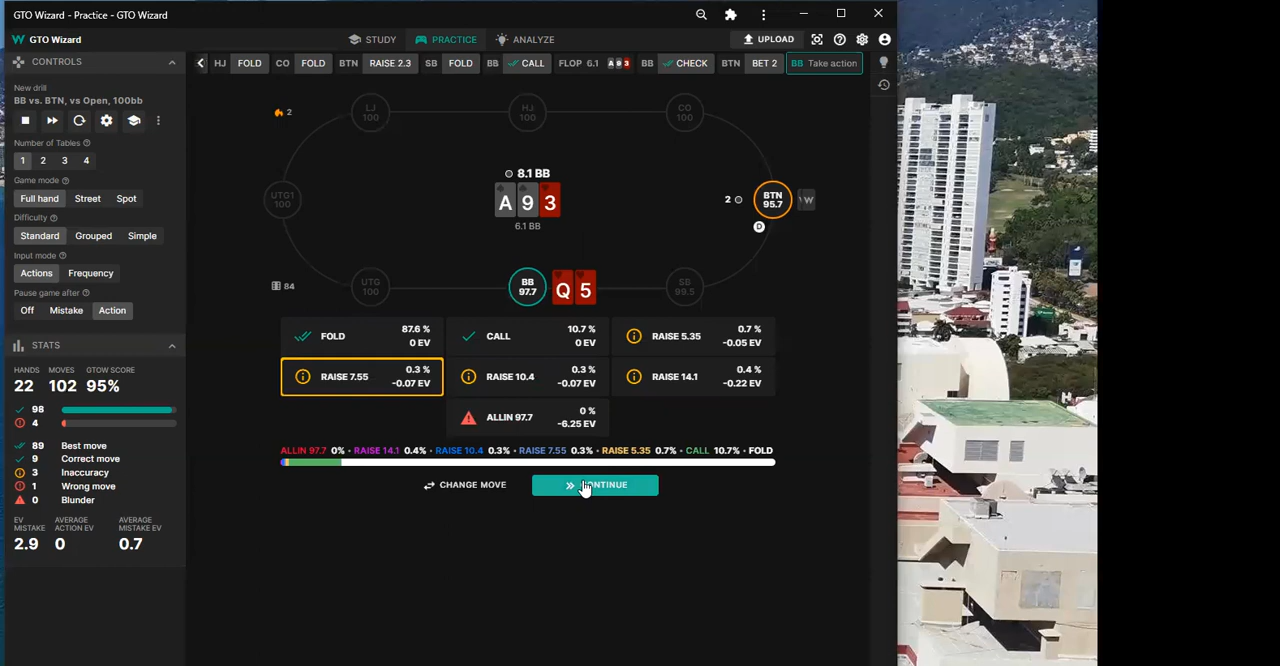 GTO Wizard - Practice - GTO Wizard
GTO Wizard
STUDY
PRACTICE
ANALYZE
UPLOAD
CONTROLS
HJ FOLD CO FOLD BTN RAISE 2.3 SB FOLD BB CALL FLOP 6.1 A 9 3 BB CHECK BTN BET 2 BB Take action
New drill
BB vs. BTN, vs Open, 100bb
Number of Tables
1 2 3 4
Game mode
Full hand Street Spot
Difficulty
Standard Grouped Simple
Input mode
Actions Frequency
Pause game after
Off Mistake Action
STATS
HANDS MOVES GTOW SCORE
22 102 95%
98
4
89 Best move
9 Correct move
3 Inaccuracy
1 Wrong move
0 Blunder
EV MISTAKE
AVERAGE ACTION EV
AVERAGE MISTAKE EV
2.9 0 0.7
2
LJ
100
HJ
100
CO
100
8.1 BB
A 9 3
6.1 BB
UTG1
100
2
BTN
95.7
W
D
84
UTG
100
BB
97.7
Q 5
SB
99.5
FOLD 87.6 %
0 EV
CALL 10.7 %
0 EV
RAISE 5.35 0.7 %
-0.05 EV
RAISE 7.55 0.3 %
-0.07 EV
RAISE 10.4 0.3 %
-0.07 EV
RAISE 14.1 0.4 %
-0.22 EV
ALLIN 97.7 0 %
-6.25 EV
ALLIN 97.7 0% • RAISE 14.1 0.4% • RAISE 10.4 0.3% • RAISE 7.55 0.3% • RAISE 5.35 0.7% • CALL 10.7% • FOLD
CHANGE MOVE
CONTINUE